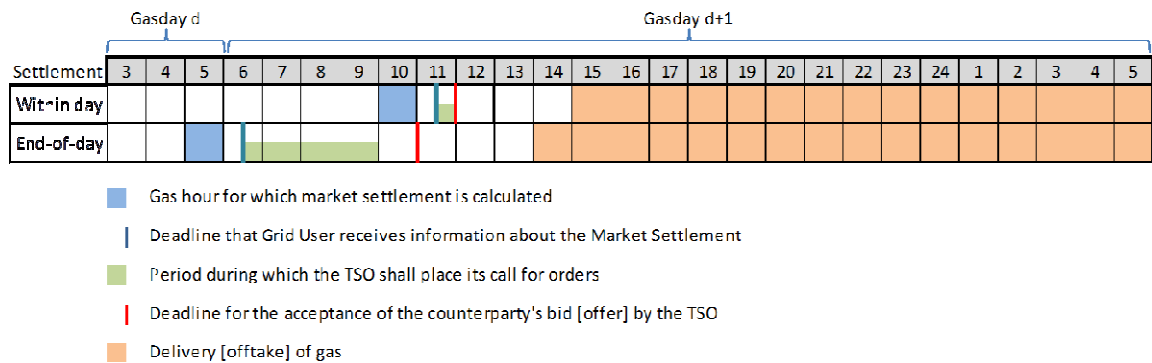 Gasday d Gasday d+1
Settlement 3 4 5 6 7 8 9 10 11 12 13 14 15 16 17 18 19 20 21 22 23 24 1 2 3 4 5
Within day
End-of-day
Gas hour for which market settlement is calculated
Deadline that Grid User receives information about the Market Settlement
Period during which the TSO shall place its call for orders
Deadline for the acceptance of the counterparty's bid [offer] by the TSO
Delivery [offtake] of gas